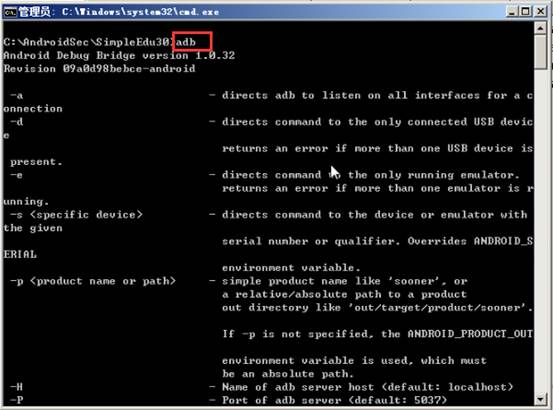 管理员: C:\Windows\system32\cmd.exe
C:\AndroidSec\SimpleEdu30>adb
Android Debug Bridge version 1.0.32
Revision 09a0d98bebce-android
-a - directs adb to listen on all interfaces for a c
onnection
-d - directs command to the only connected USB devic
e
returns an error if more than one USB device is
present.
-e - directs command to the only running emulator.
returns an error if more than one emulator is r
unning.
-s <specific device> - directs command to the device or emulator with
the given
serial number or qualifier. Overrides ANDROID_S
ERIAL
environment variable.
-p <product name or path> - simple product name like 'sooner', or
a relative/absolute path to a product
out directory like 'out/target/product/sooner'.
If -p is not specified, the ANDROID_PRODUCT_OUT
environment variable is used, which must
be an absolute path.
-H - Name of adb server host (default: localhost)
-P - Port of adb server (default: 5037)